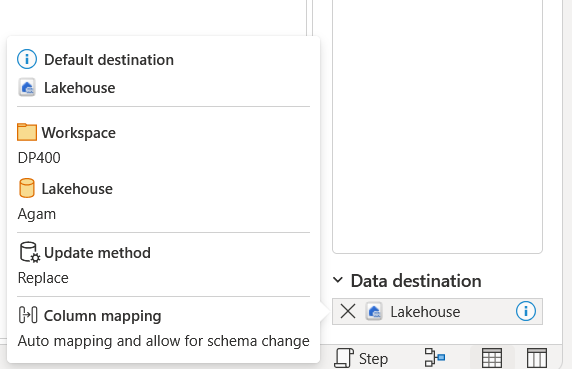 Default destination
Lakehouse
Workspace
DP400
Lakehouse
Agam
Update method
Replace
Column mapping
Auto mapping and allow for schema change
Data destination
Lakehouse
Step